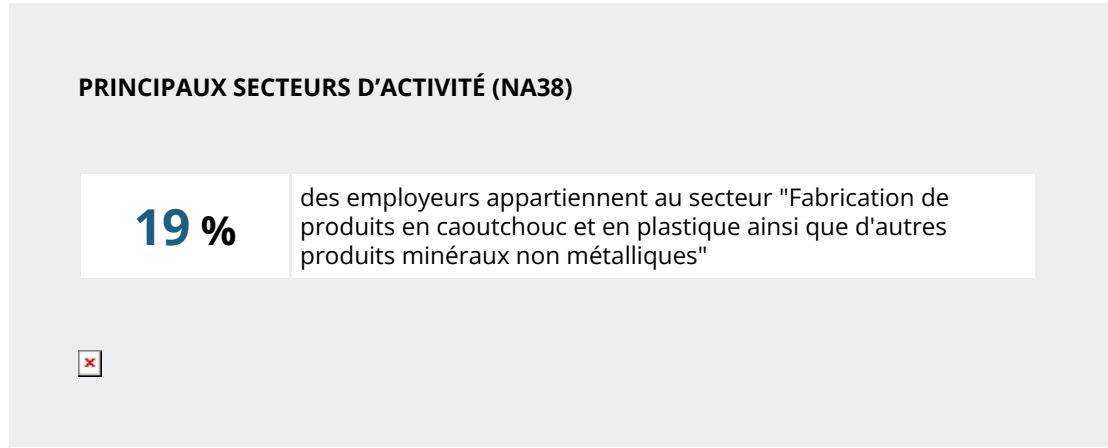 PRINCIPAUX SECTEURS D’ACTIVITÉ (NA38)
19 %
des employeurs appartiennent au secteur "Fabrication de
produits en caoutchouc et en plastique ainsi que d'autres
produits minéraux non métalliques"